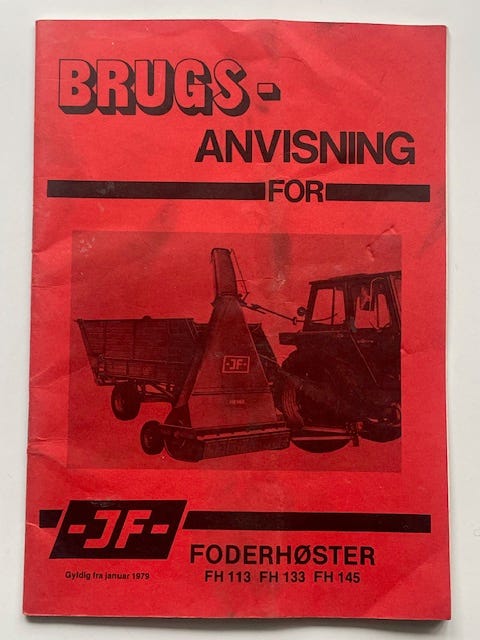 BRUGS-
ANVISNING
FOR
-JF-
-JF-
FODERHØSTER
FH 113 FH 133 FH 145
Gyldig fra januar 1979